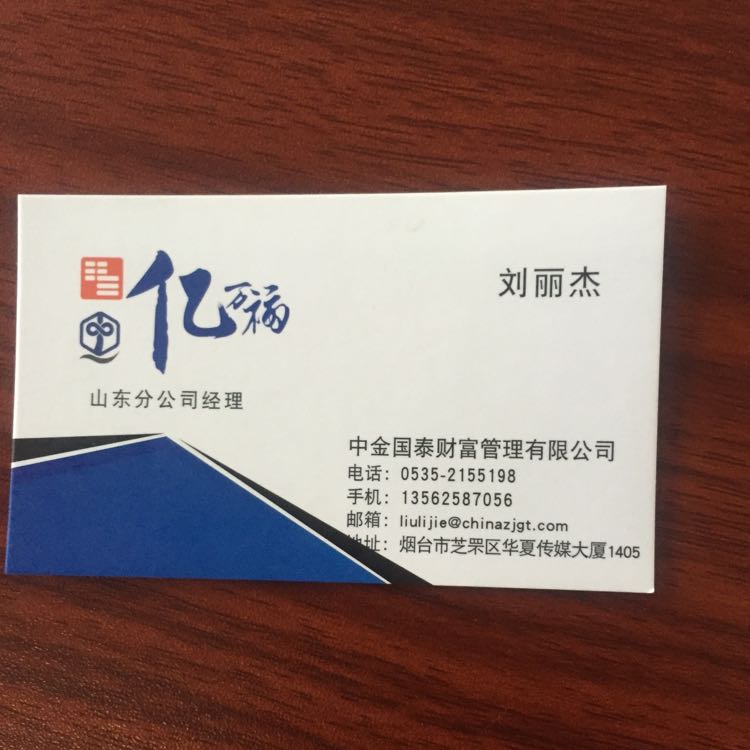 亿万福
刘丽杰
山东分公司经理
中金国泰财富管理有限公司
电话：0535-2155198
手机：13562587056
邮箱：liulijie@chinazjgt.com
地址：烟台市芝罘区华夏传媒大厦1405